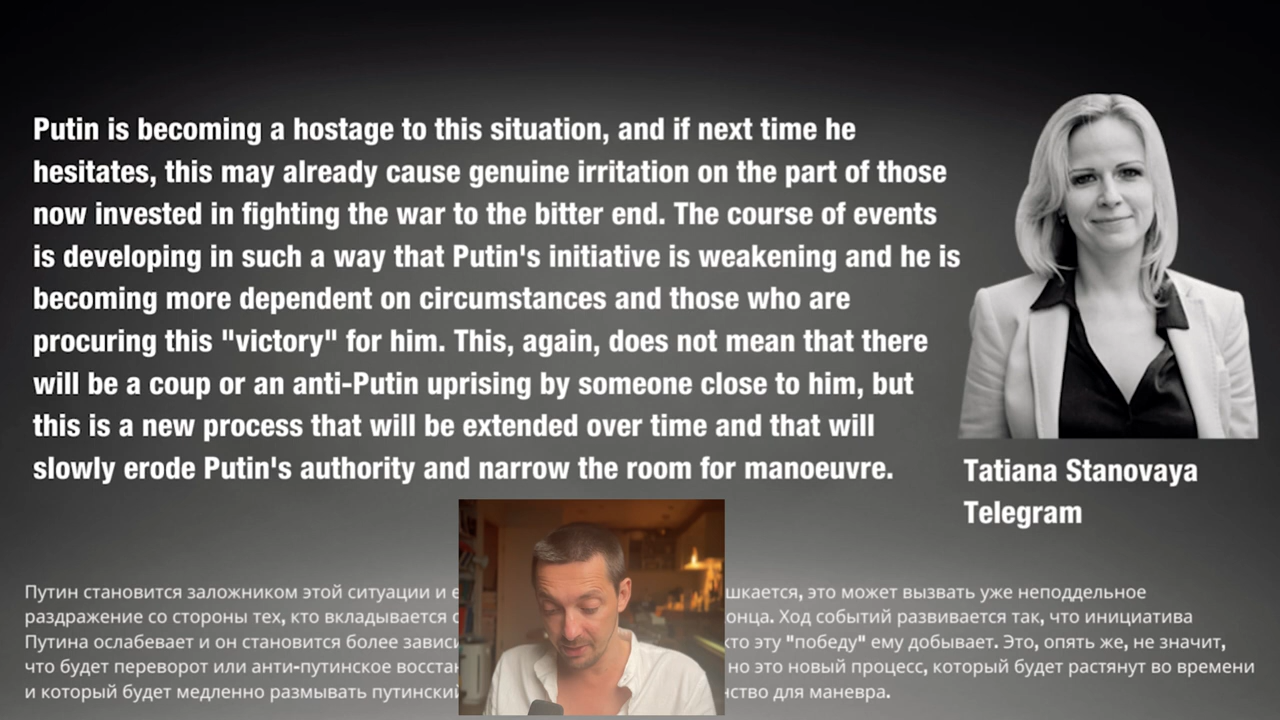 Putin is becoming a hostage to this situation, and if next time he
hesitates, this may already cause genuine irritation on the part of those
now invested in fighting the war to the bitter end. The course of events
is developing in such a way that Putin's initiative is weakening and he is
becoming more dependent on circumstances and those who are
procuring this "victory" for him. This, again, does not mean that there
will be a coup or an anti-Putin uprising by someone close to him, but
this is a new process that will be extended over time and that will
slowly erode Putin's authority and narrow the room for manoeuvre.
Tatiana Stanovaya
Telegram
Путин становится заложником этой ситуации и это может вызвать уже неподдельное
раздражение со стороны тех, кто вкладывается Ход событий развивается так, что инициатива
Путина ослабевает и он становится более кто эту "победу" ему добывает. Это, опять же, не значит,
что будет переворот или анти-путинское но это новый процесс, который будет растянут во времени
и который будет медленно размывать для маневра.